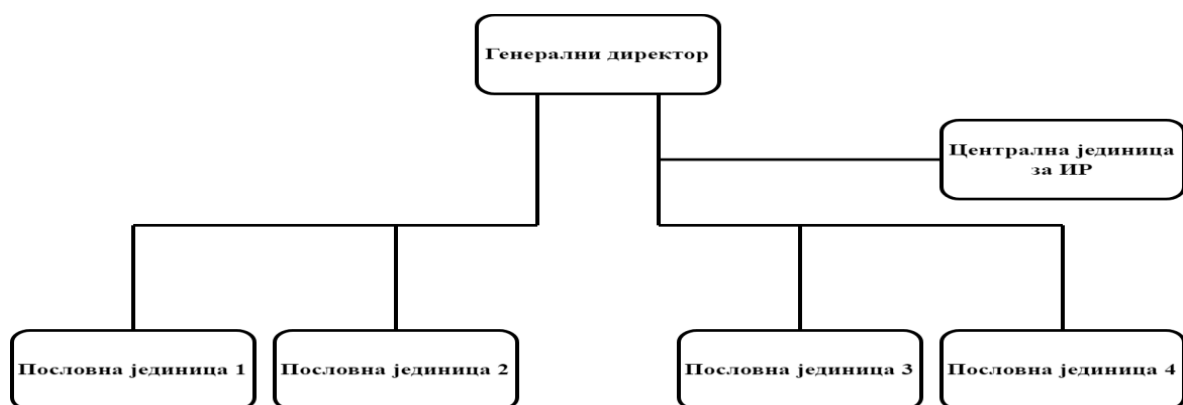 Генерални директор
Централна јединица
за ИР
Пословна јединица 1
Пословна јединица 2
Пословна јединица 3
Пословна јединица 4